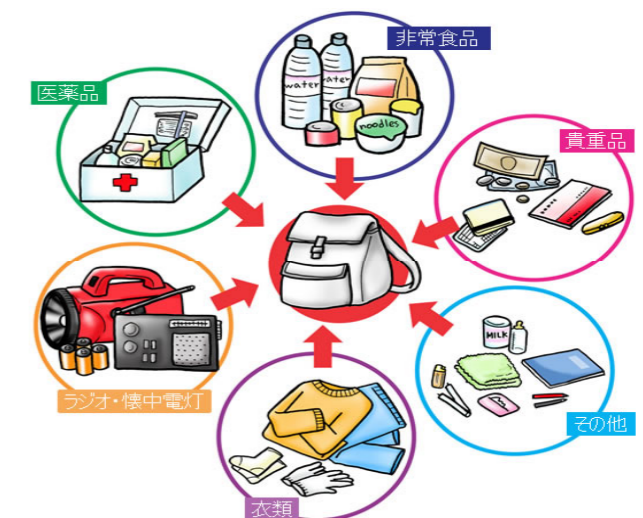 非常食品
water
water
noodles
医薬品
貴重品
ラジオ・懐中電灯
MILK
その他
衣類